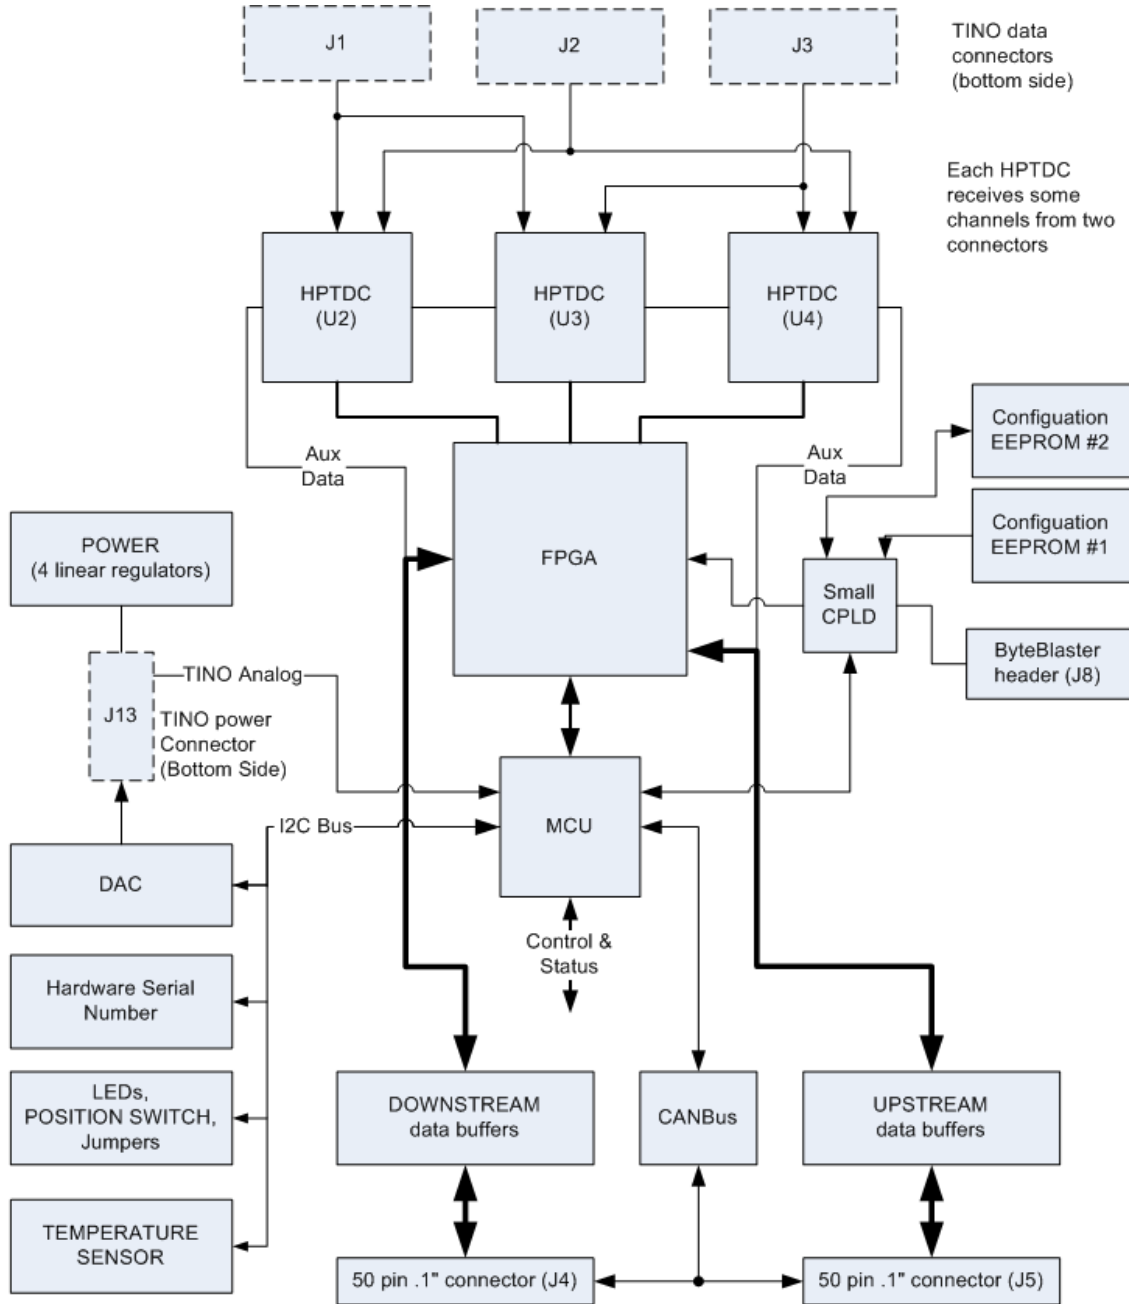 J1
J2
J3
TINO data
connectors
(bottom side)
Each HPTDC
receives some
channels from two
connectors
HPTDC
(U2)
HPTDC
(U3)
HPTDC
(U4)
Aux
Data
Aux
Data
Configuation
EEPROM #2
Configuation
EEPROM #1
POWER
(4 linear regulators)
FPGA
Small
CPLD
ByteBlaster
header (J8)
TINO Analog
J13
TINO power
Connector
(Bottom Side)
I2C Bus
MCU
DAC
Control &
Status
Hardware Serial
Number
LEDs,
POSITION SWITCH,
Jumpers
DOWNSTREAM
data buffers
CANBus
UPSTREAM
data buffers
TEMPERATURE
SENSOR
50 pin .1" connector (J4)
50 pin .1" connector (J5)